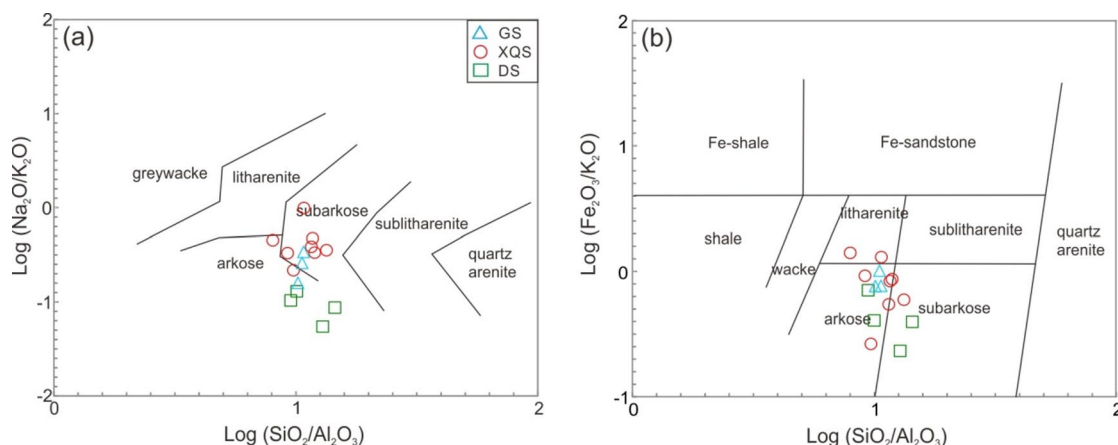 (a)
GS
XQS
DS
2
1
0
-1
-2
Log (Na₂O/K₂O)
greywacke
litharenite
subarkose
sublitharenite
arkose
quartz
arenite
0
1
2
Log (SiO₂/Al₂O₃)
(b)
2
1
0
-1
Log (Fe₂O₃/K₂O)
Fe-shale
Fe-sandstone
litharenite
shale
sublitharenite
quartz
arenite
wacke
arkose
subarkose
0
1
2
Log (SiO₂/Al₂O₃)